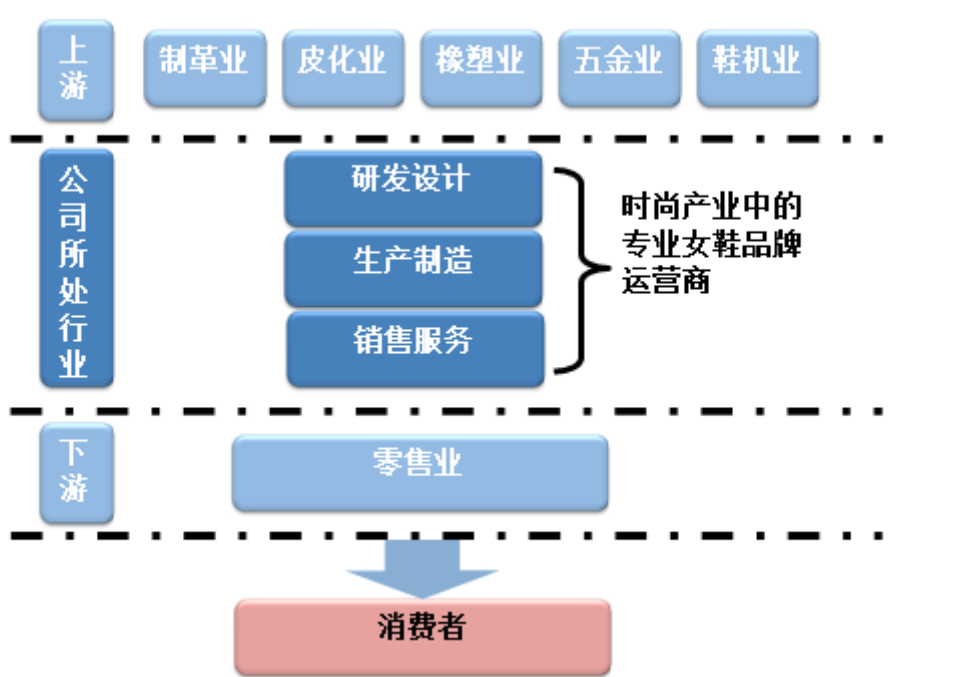 上游
制革业
皮化业
橡塑业
五金业
鞋机业
公司所处行业
研发设计
生产制造
销售服务
时尚产业中的
专业女鞋品牌
运营商
下游
零售业
消费者